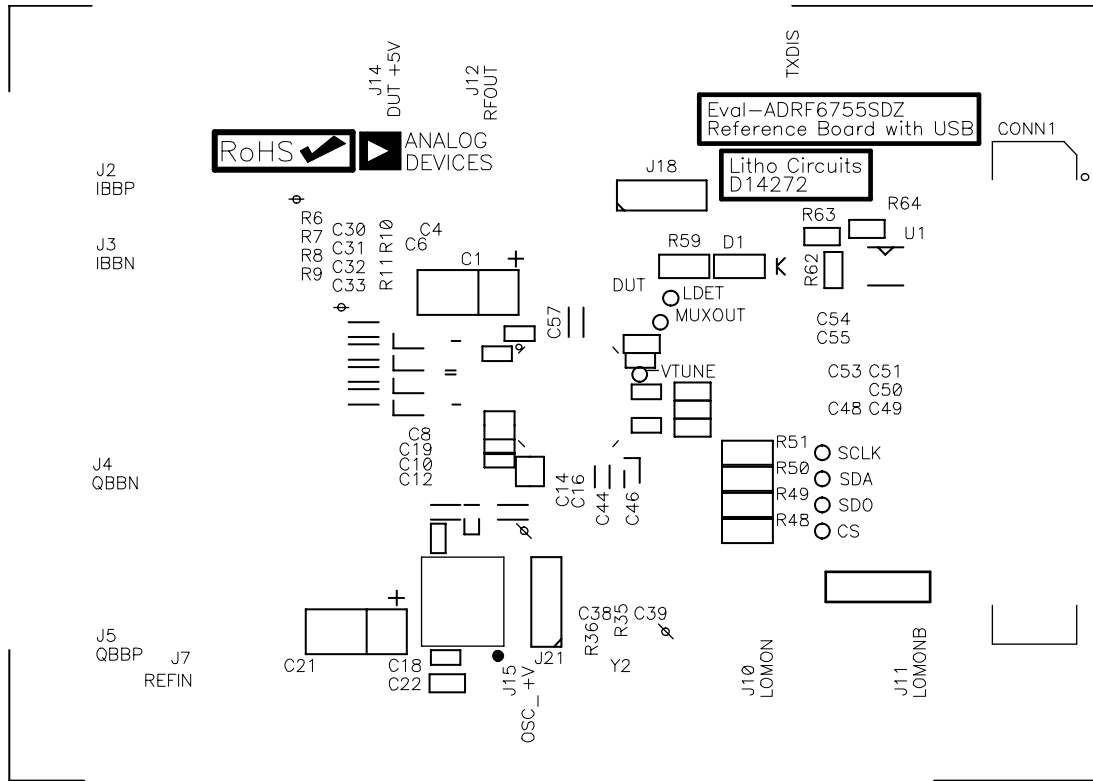 TXDIS
J14
DUT +5V
J12
RFOUT
Eval-ADRF6755SDZ
Reference Board with USB
CONN1
RoHS
ANALOG
DEVICES
Litho Circuits
D14272
J18
J2
IBBP
R63
R64
U1
R6
R7
R8
R9
C30
C31
C32
C33
R10
R11
C4
C6
J3
IBBN
C1
+
R59
D1
K
R62
DUT
LDET
MUXOUT
C57
C54
C55
VTUNE
C53
C51
C50
C48
C49
C8
C19
C10
C12
J4
QBBN
C14
C16
C44
C46
R51
SCLK
R50
SDA
R49
SDO
R48
CS
+
C38
R35
C39
R36
J5
QBBP
J7
REFIN
C21
C18
C22
J15
OSC_+V
J21
Y2
J10
LOMON
J11
LOMONB